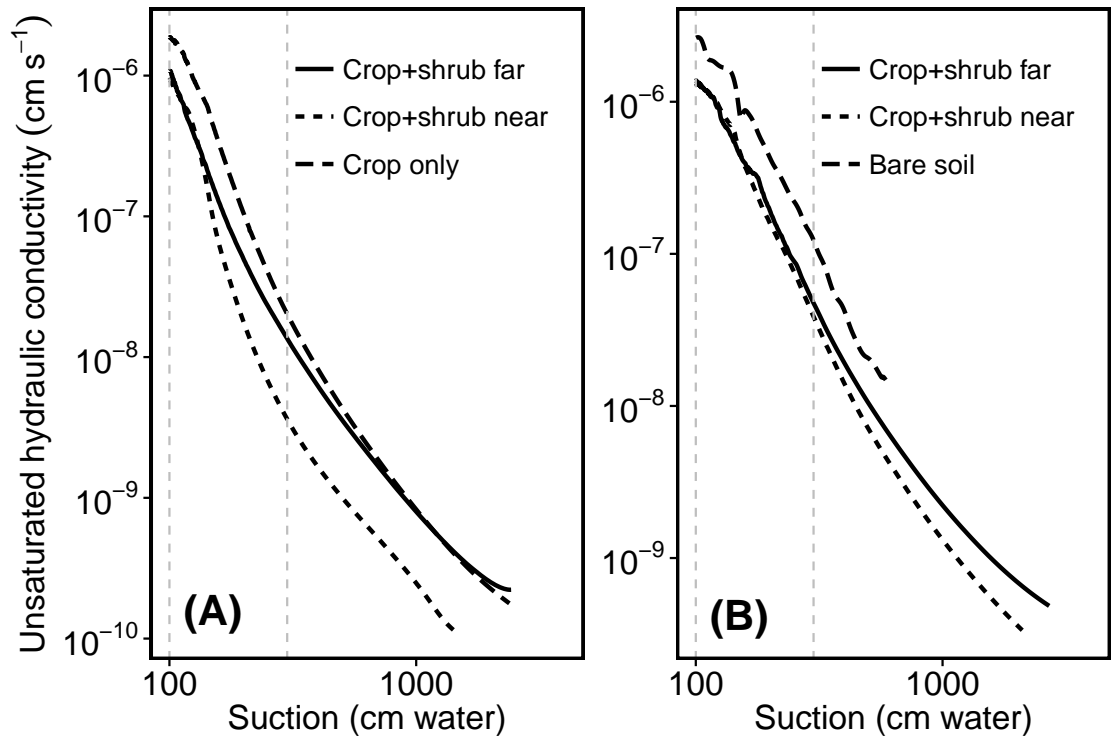 Unsaturated hydraulic conductivity (cm s⁻¹)
10⁻⁶
10⁻⁷
10⁻⁸
10⁻⁹
10⁻¹⁰
Crop+shrub far
Crop+shrub near
Crop only
(A)
100 1000
Suction (cm water)
10⁻⁶
10⁻⁷
10⁻⁸
10⁻⁹
Crop+shrub far
Crop+shrub near
Bare soil
(B)
100 1000
Suction (cm water)